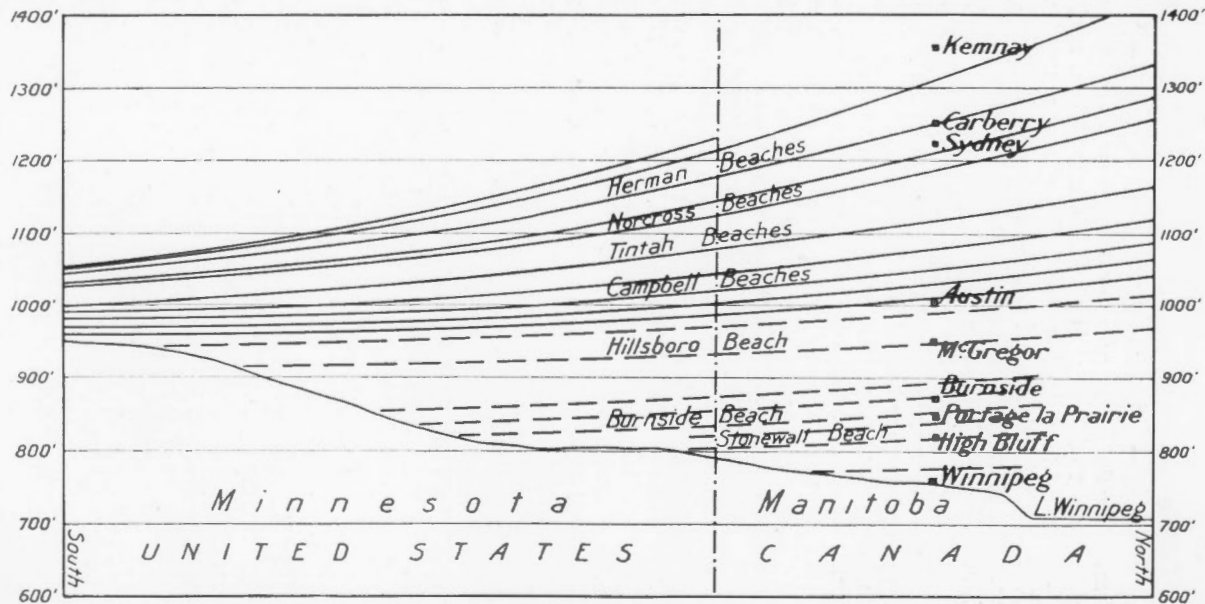 1400' 1400'
Kemnay
1300' 1300'
Carberry
Sydney
1200' 1200'
Herman Beaches
Norcross Beaches
1100' Tintah Beaches 1100'
Campbell Beaches
Austin
1000' 1000'
Hillsboro Beach
McGregor
900' 900'
Burnside
Burnside Beach
Portage la Prairie
Stonewalt Beach
High Bluff
800' 800'
Winnipeg
Minnesota Manitoba
L. Winnipeg
700' 700'
South UNITED STATES CANADA North
600' 600'